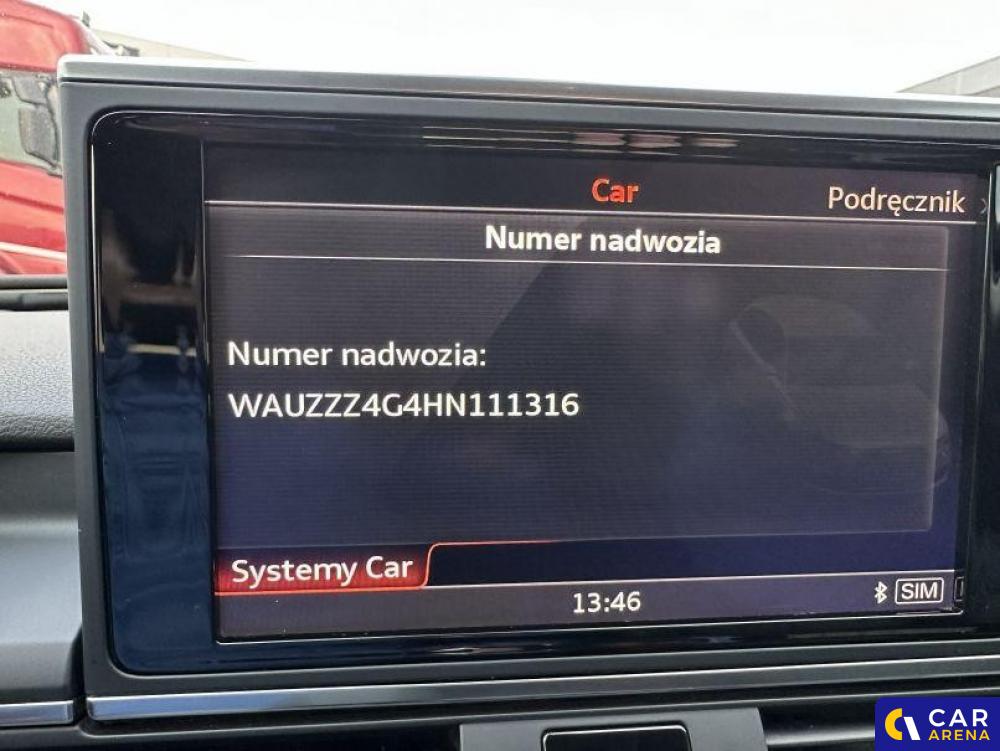 Car
Podręcznik
Numer nadwozia
Numer nadwozia:
WAUZZZ4G4HN111316
Systemy Car
13:46
SIM
CAR
ARENA